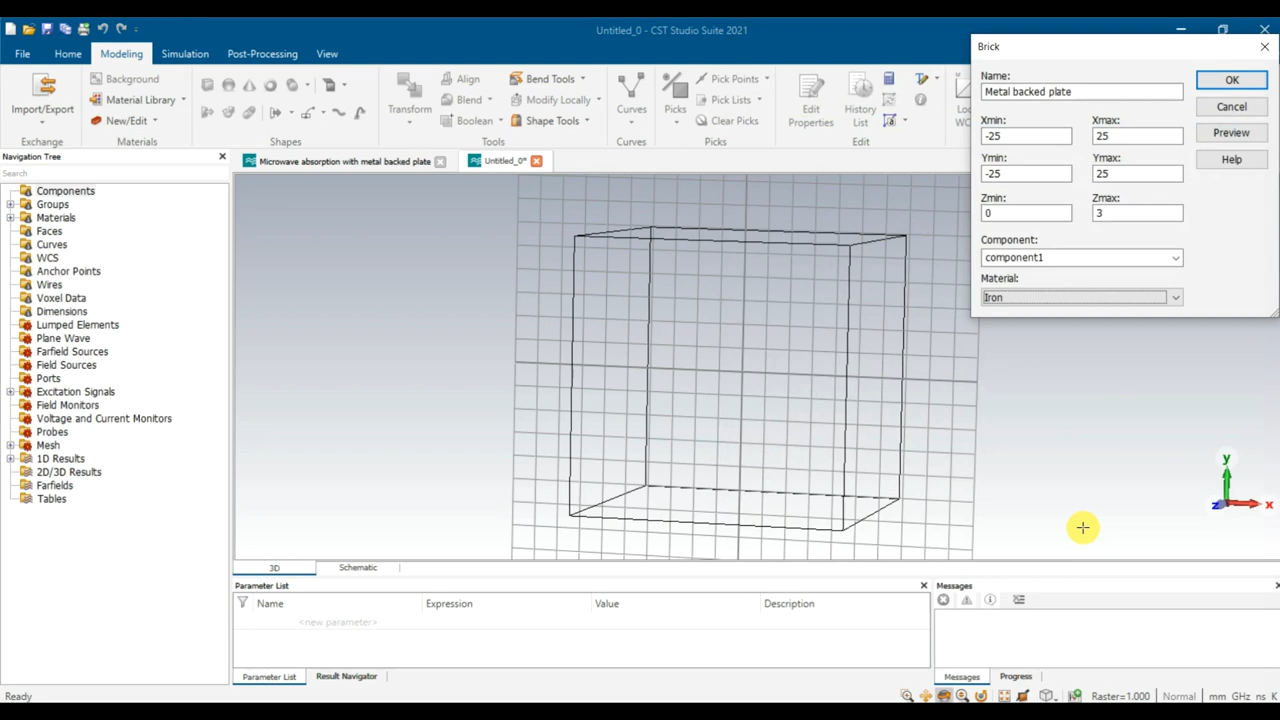 Untitled_0 - CST Studio Suite 2021
File Home Modeling Simulation Post-Processing View
Import/Export
Exchange
Background
Material Library
New/Edit
Materials
Shapes
Transform
Align
Blend
Boolean
Bend Tools
Modify Locally
Shape Tools
Tools
Curves
Curves
Picks
Pick Points
Pick Lists
Clear Picks
Picks
Edit Properties
History List
Edit
Loc
WC
Brick
Name:
Metal backed plate
Xmin: Xmax:
-25 25
Ymin: Ymax:
-25 25
Zmin: Zmax:
0 3
Component:
component1
Material:
Iron
OK
Cancel
Preview
Help
Navigation Tree
Search
Components
Groups
Materials
Faces
Curves
WCS
Anchor Points
Wires
Voxel Data
Dimensions
Lumped Elements
Plane Wave
Farfield Sources
Field Sources
Ports
Excitation Signals
Field Monitors
Voltage and Current Monitors
Probes
Mesh
1D Results
2D/3D Results
Farfields
Tables
Microwave absorption with metal backed plate
Untitled_0*
y
z x
3D Schematic
Parameter List
Name Expression Value Description
<new parameter>
Parameter List Result Navigator
Messages
Messages Progress
Ready
Raster=1.000 Normal mm GHz ns K